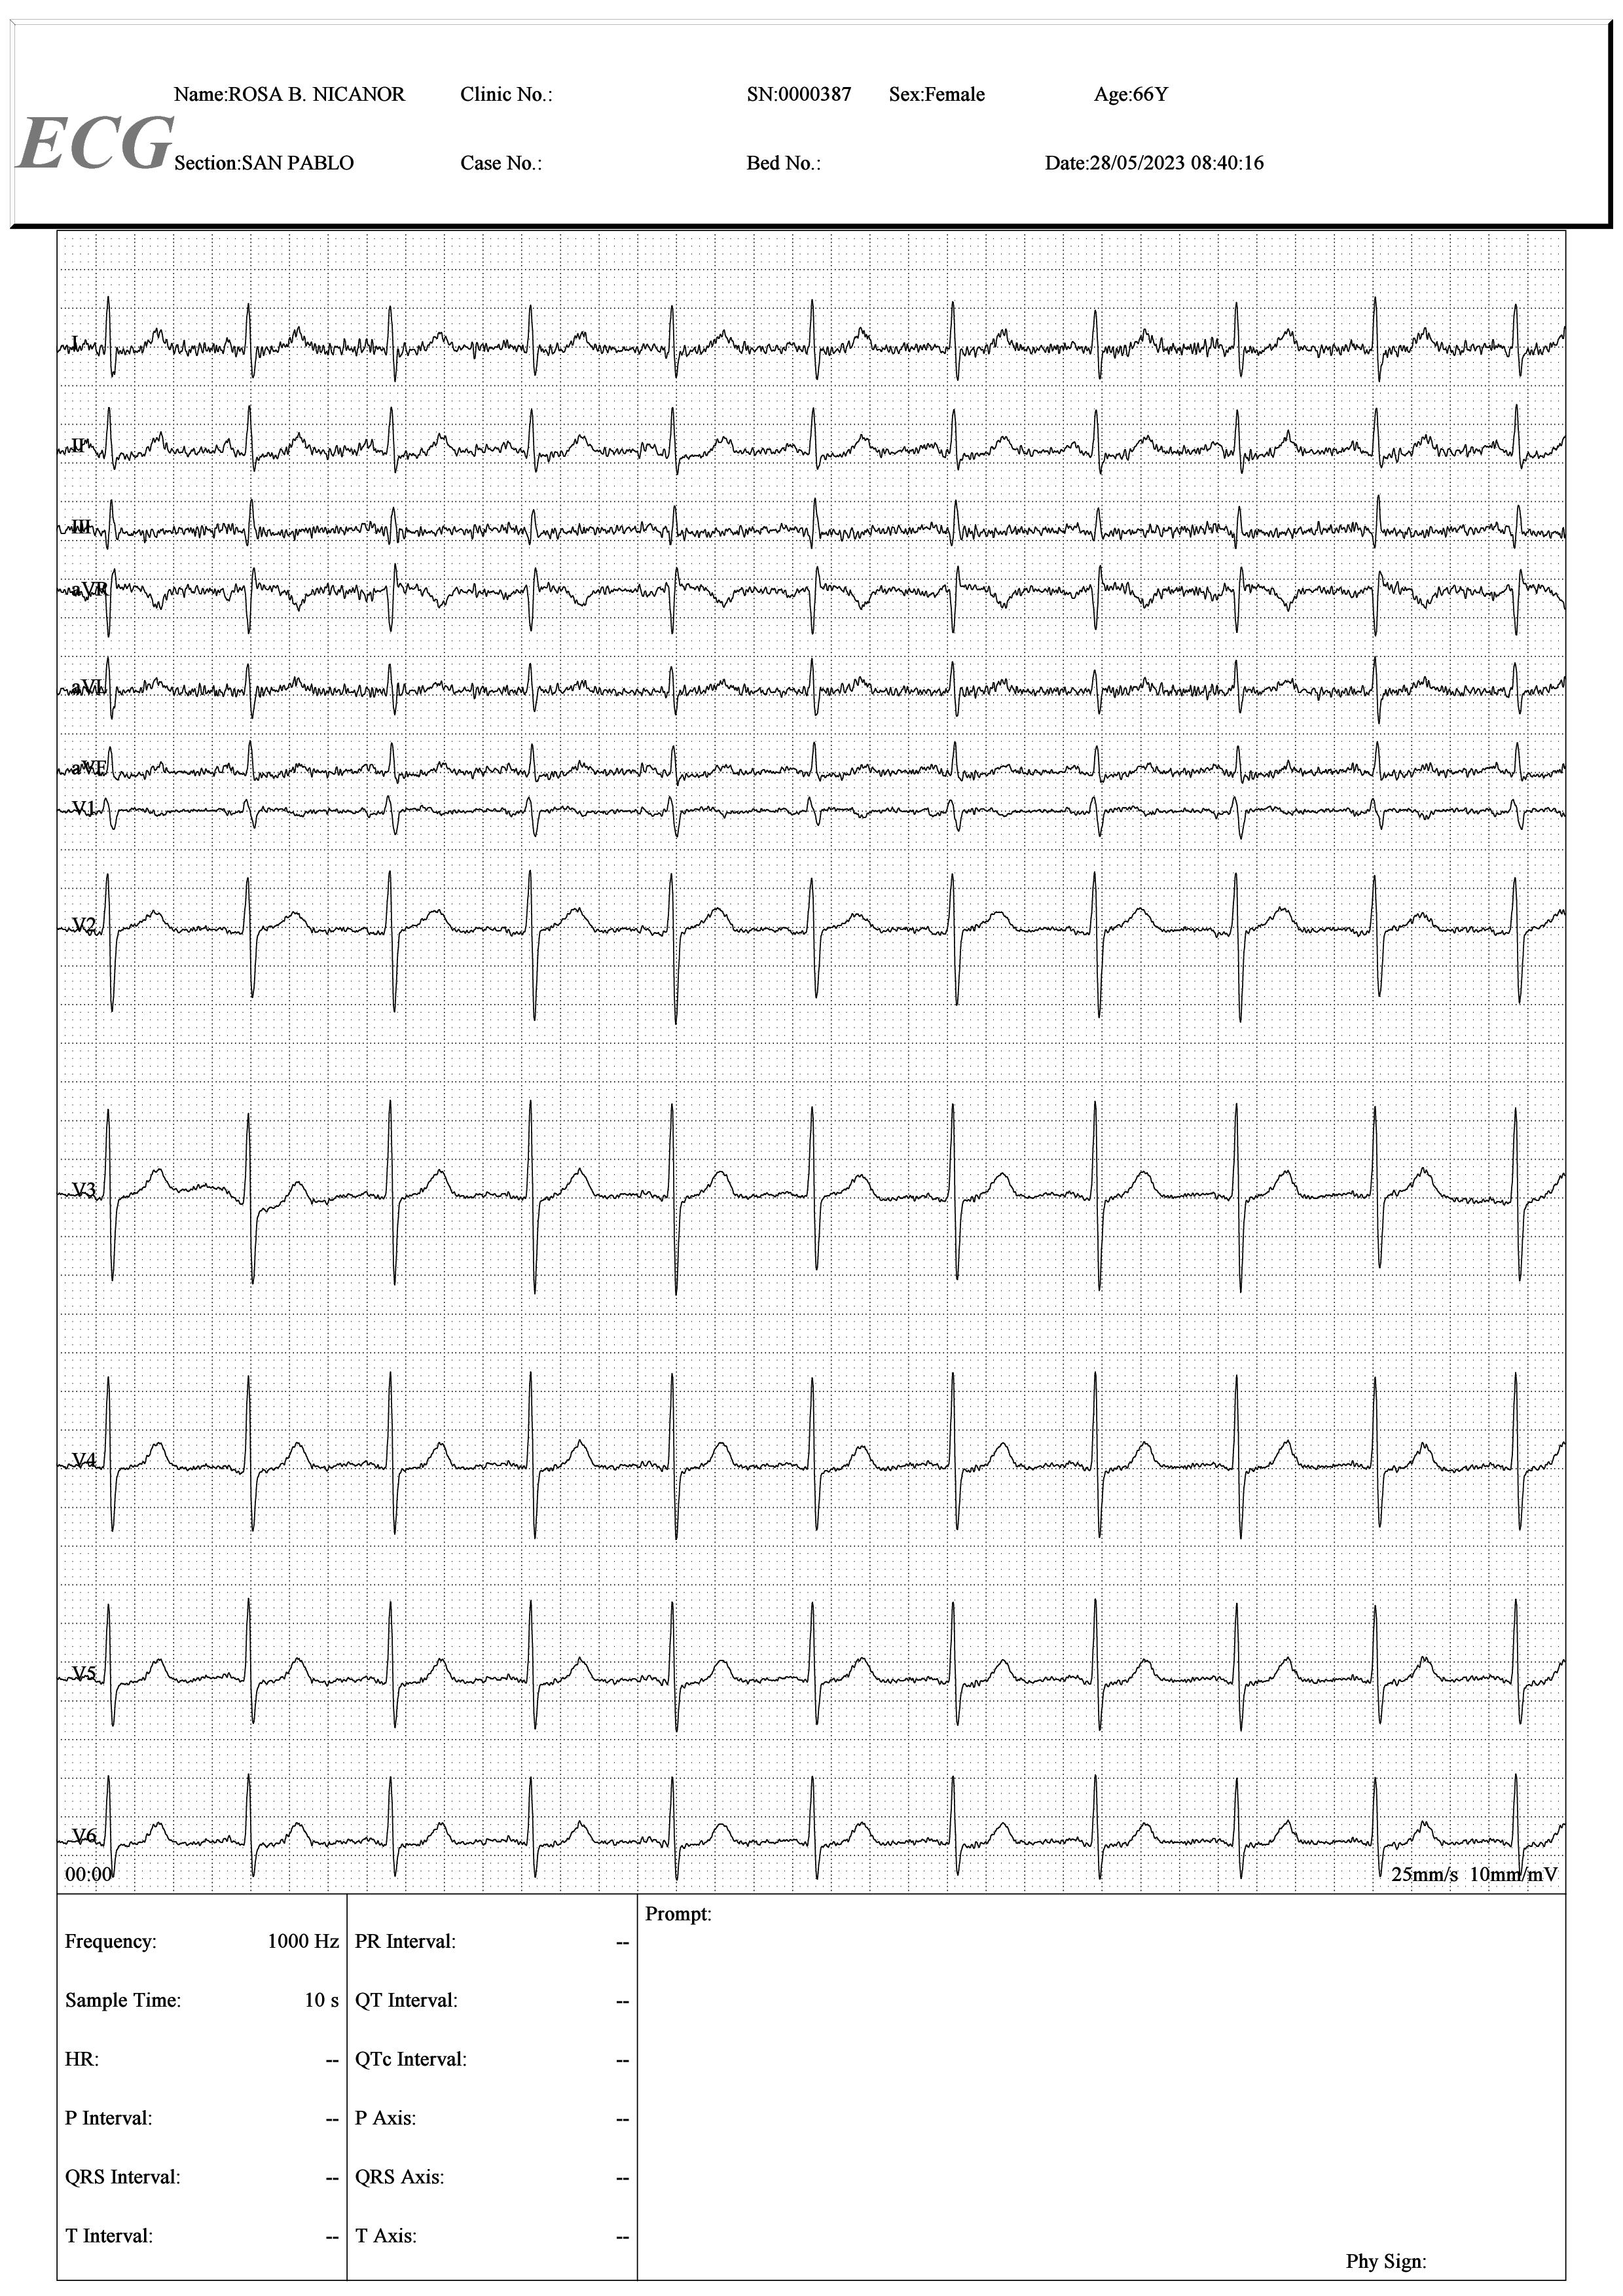 Name:ROSA B. NICANOR Clinic No.: SN:0000387 Sex:Female Age:66Y
ECG
Section:SAN PABLO Case No.: Bed No.: Date:28/05/2023 08:40:16
I
II
III
aVR
aVL
aVF
V1
V2
V3
V4
V5
V6
00:00 25mm/s 10mm/mV
Prompt:
Frequency: 1000 Hz PR Interval: --
Sample Time: 10 s QT Interval: --
HR: -- QTc Interval: --
P Interval: -- P Axis: --
QRS Interval: -- QRS Axis: --
T Interval: -- T Axis: --
Phy Sign: